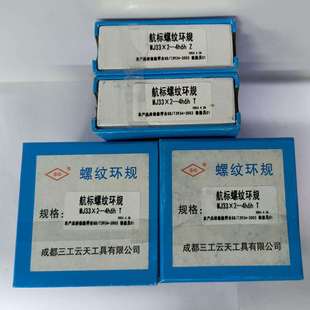 航标螺纹环规
MJ33×2—4h6h Z
航标螺纹环规
MJ33×2—4h6h T
螺纹环规
规格:
航标螺纹环规
MJ33×2—4h6h T
成都三工云天工具有限公司
螺纹环规
规格:
航标螺纹环规
MJ33×2—4h6h T
成都三工云天工具有限公司